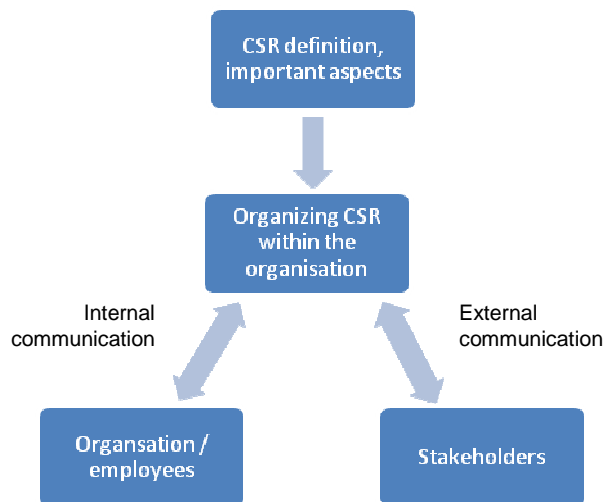 CSR definition,
important aspects
Organizing CSR
within the
organisation
Internal
communication
External
communication
Organsation /
employees
Stakeholders